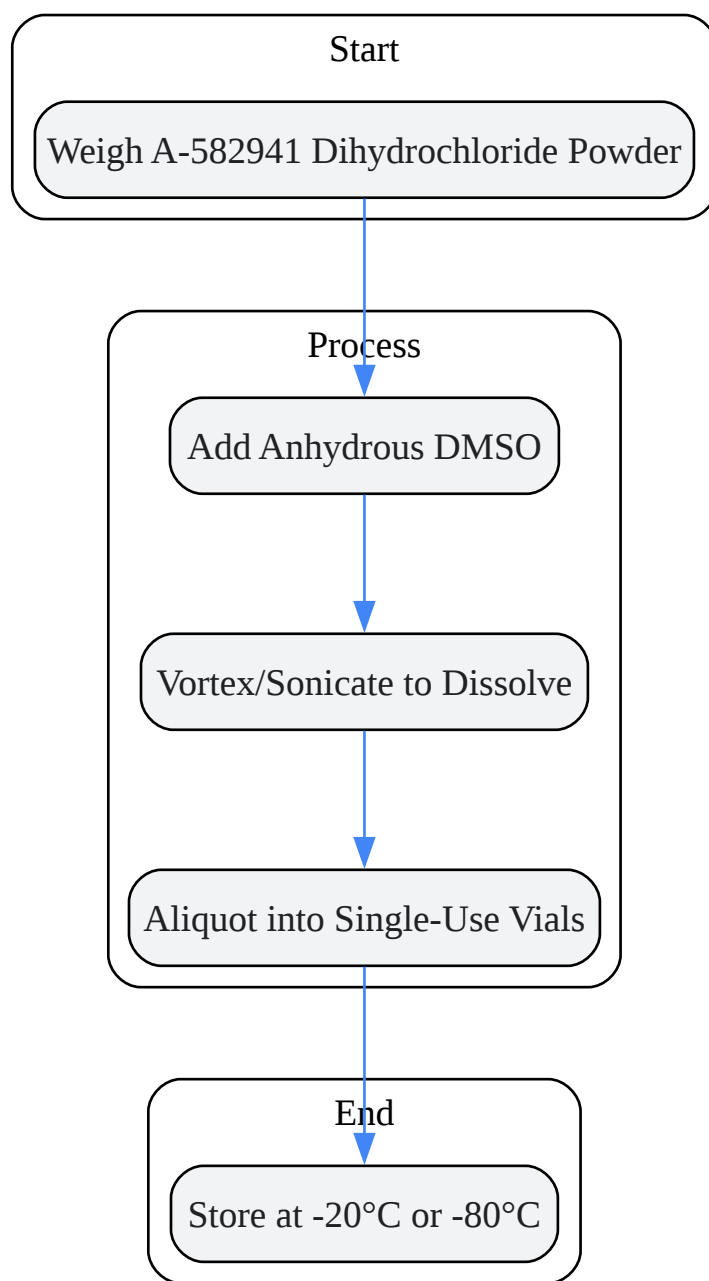 Start
Weigh A-582941 Dihydrochloride Powder
Process
Add Anhydrous DMSO
Vortex/Sonicate to Dissolve
Aliquot into Single-Use Vials
End
Store at -20°C or -80°C